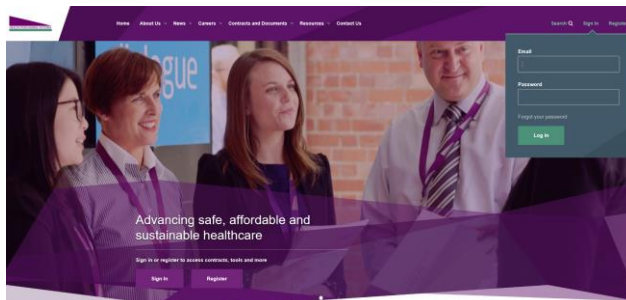 Home About Us News Careers Contracts and Documents Resources Contact Us
Search Sign In Register
Email
Password
Forgot your password
Log In
logue
Advancing safe, affordable and
sustainable healthcare
Sign in or register to access contracts, tools and more
Sign In Register